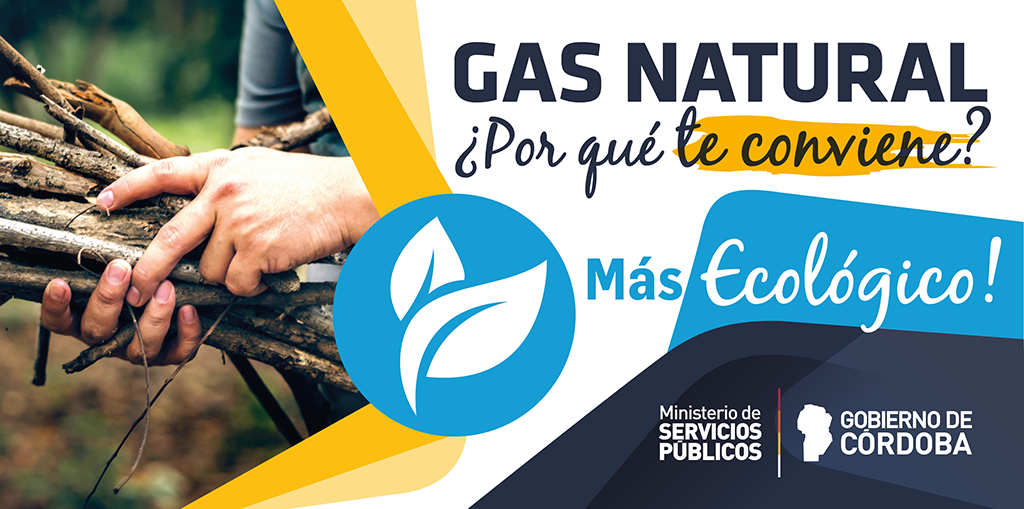 GAS NATURAL
¿Por qué te conviene?
Más Ecológico!
Ministerio de
SERVICIOS
PÚBLICOS
GOBIERNO DE
CÓRDOBA